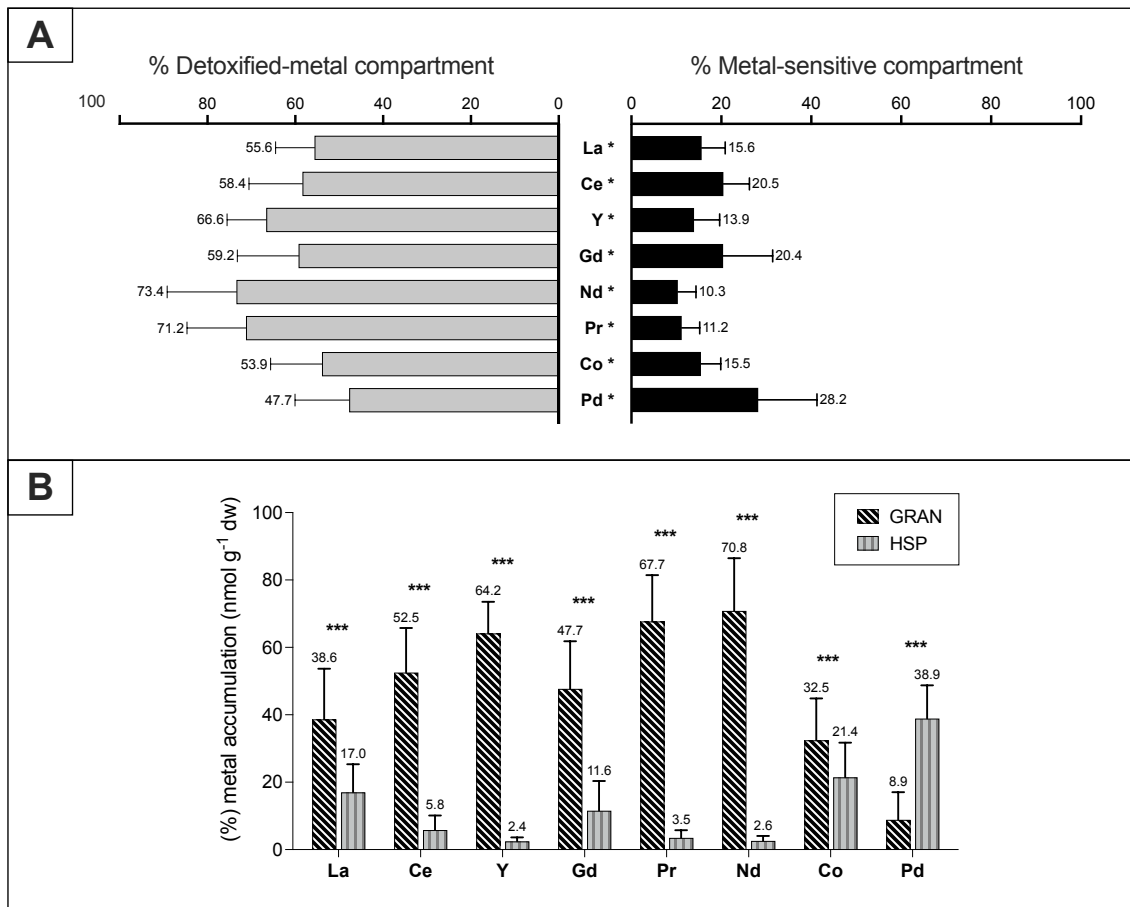 A
% Detoxified-metal compartment % Metal-sensitive compartment
100 80 60 40 20 0 0 20 40 60 80 100
55.6 La * 15.6
58.4 Ce * 20.5
66.6 Y * 13.9
59.2 Gd * 20.4
73.4 Nd * 10.3
71.2 Pr * 11.2
53.9 Co * 15.5
47.7 Pd * 28.2
B
(%) metal accumulation (nmol g⁻¹ dw)
100
80
60
40
20
0
GRAN
HSP
*** *** *** *** *** *** *** ***
38.6 52.5 64.2 47.7 67.7 70.8 32.5 8.9
17.0 5.8 2.4 11.6 3.5 2.6 21.4 38.9
La Ce Y Gd Pr Nd Co Pd